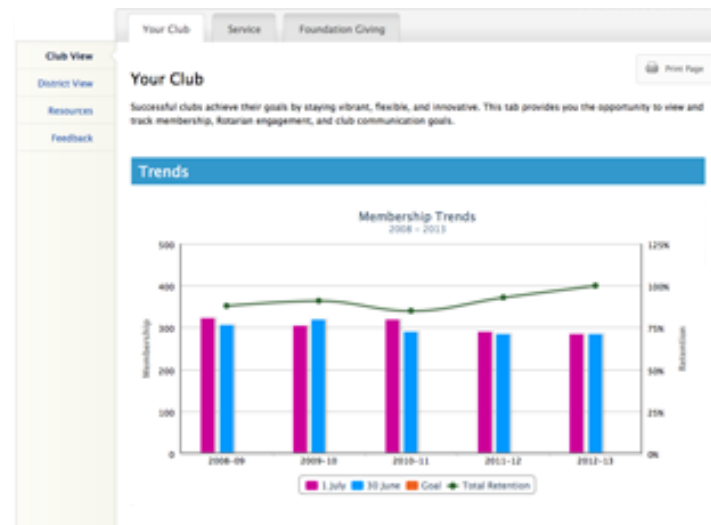 Your Club Service Foundation Giving
Club View
District View
Resources
Feedback
Print Page
Your Club
Successful clubs achieve their goals by staying vibrant, flexible, and innovative. This tab provides you the opportunity to view and
track membership, Rotarian engagement, and club communication goals.
Trends
Membership Trends
2008 - 2013
500 125%
400 100%
300 75%
200 50%
100 25%
0 0%
Membership
Retention
2008-09 2009-10 2010-11 2011-12 2012-13
1 July 30 June Goal Total Retention